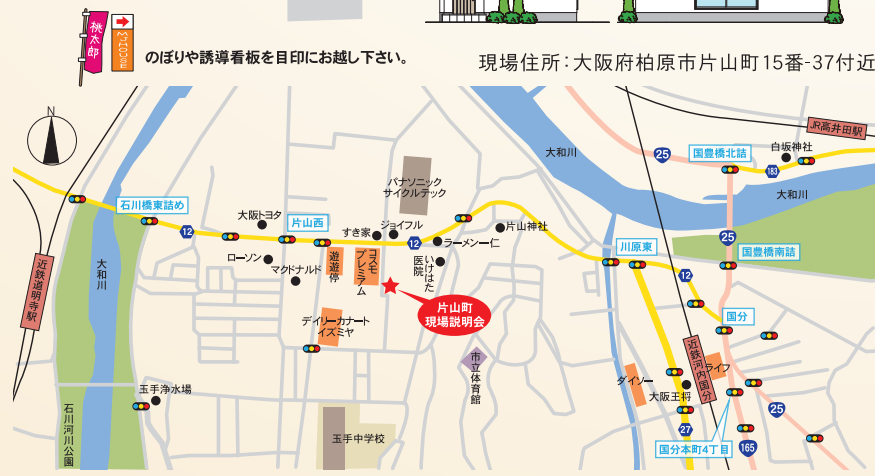 桃太郎
のぼりや誘導看板を目印にお越し下さい。
現場住所：大阪府柏原市片山町15番-37付近
N
JR高井田駅
大和川
25
国豊橋北詰
白坂神社
183
大和川
パナソニック
サイクルテック
石川橋東詰め
12
大阪トヨタ
片山西
すき家
ジョイフル
12
ラーメン一仁
片山神社
川原東
25
国豊橋南詰
12
近鉄道明寺駅
大和川
ローソン
マクドナルド
遊遊停
コスモ
プレミアム
いけはた
医院
片山町
現場説明会
国分
デイリーカナート
イズミヤ
近鉄河内国分
ライフ
ダイソー
大阪王将
市立体育館
玉手浄水場
石川河川公園
玉手中学校
27
国分本町4丁目
165
25